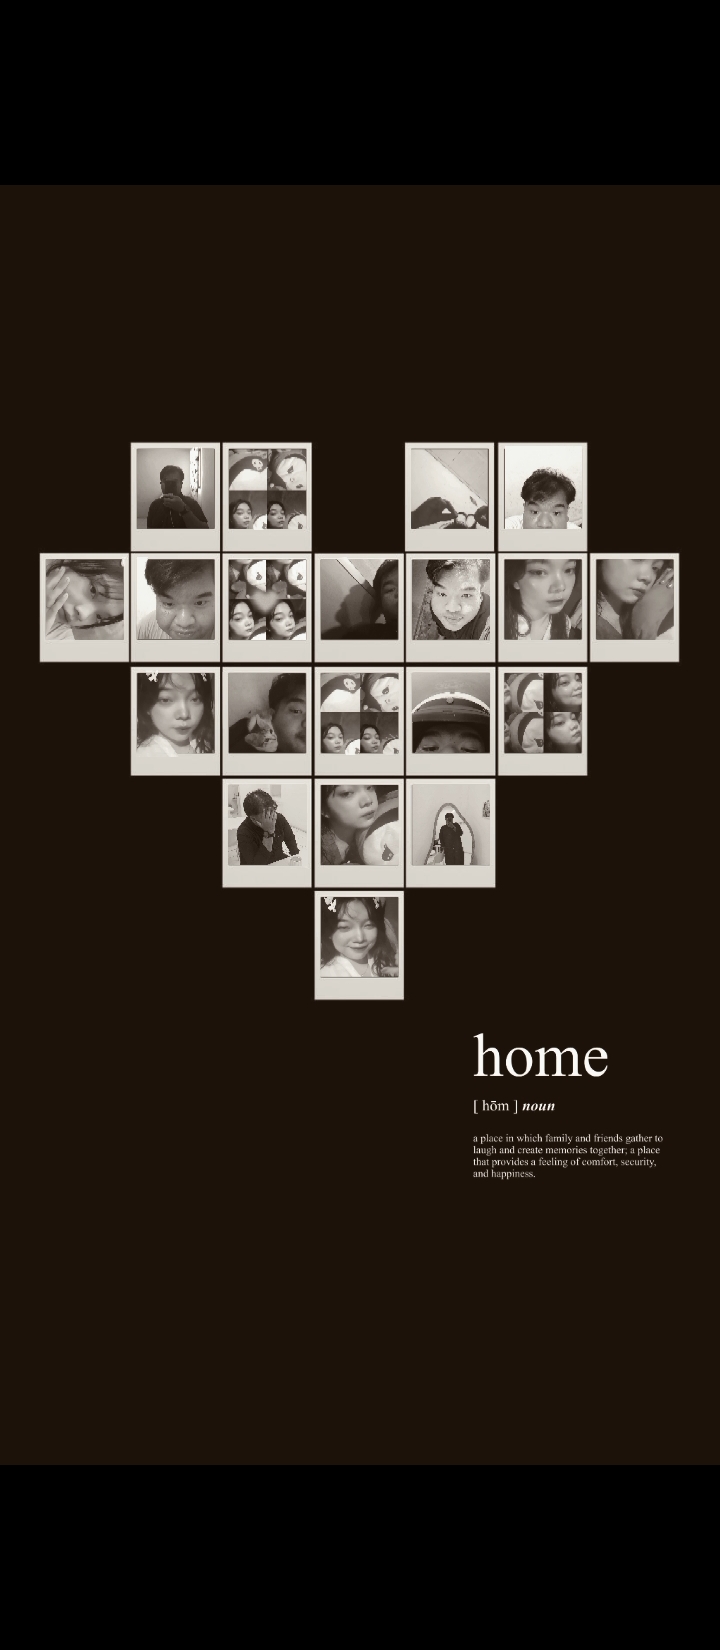 home
[ hōm ] noun
a place in which family and friends gather to
laugh and create memories together; a place
that provides a feeling of comfort, security,
and happiness.